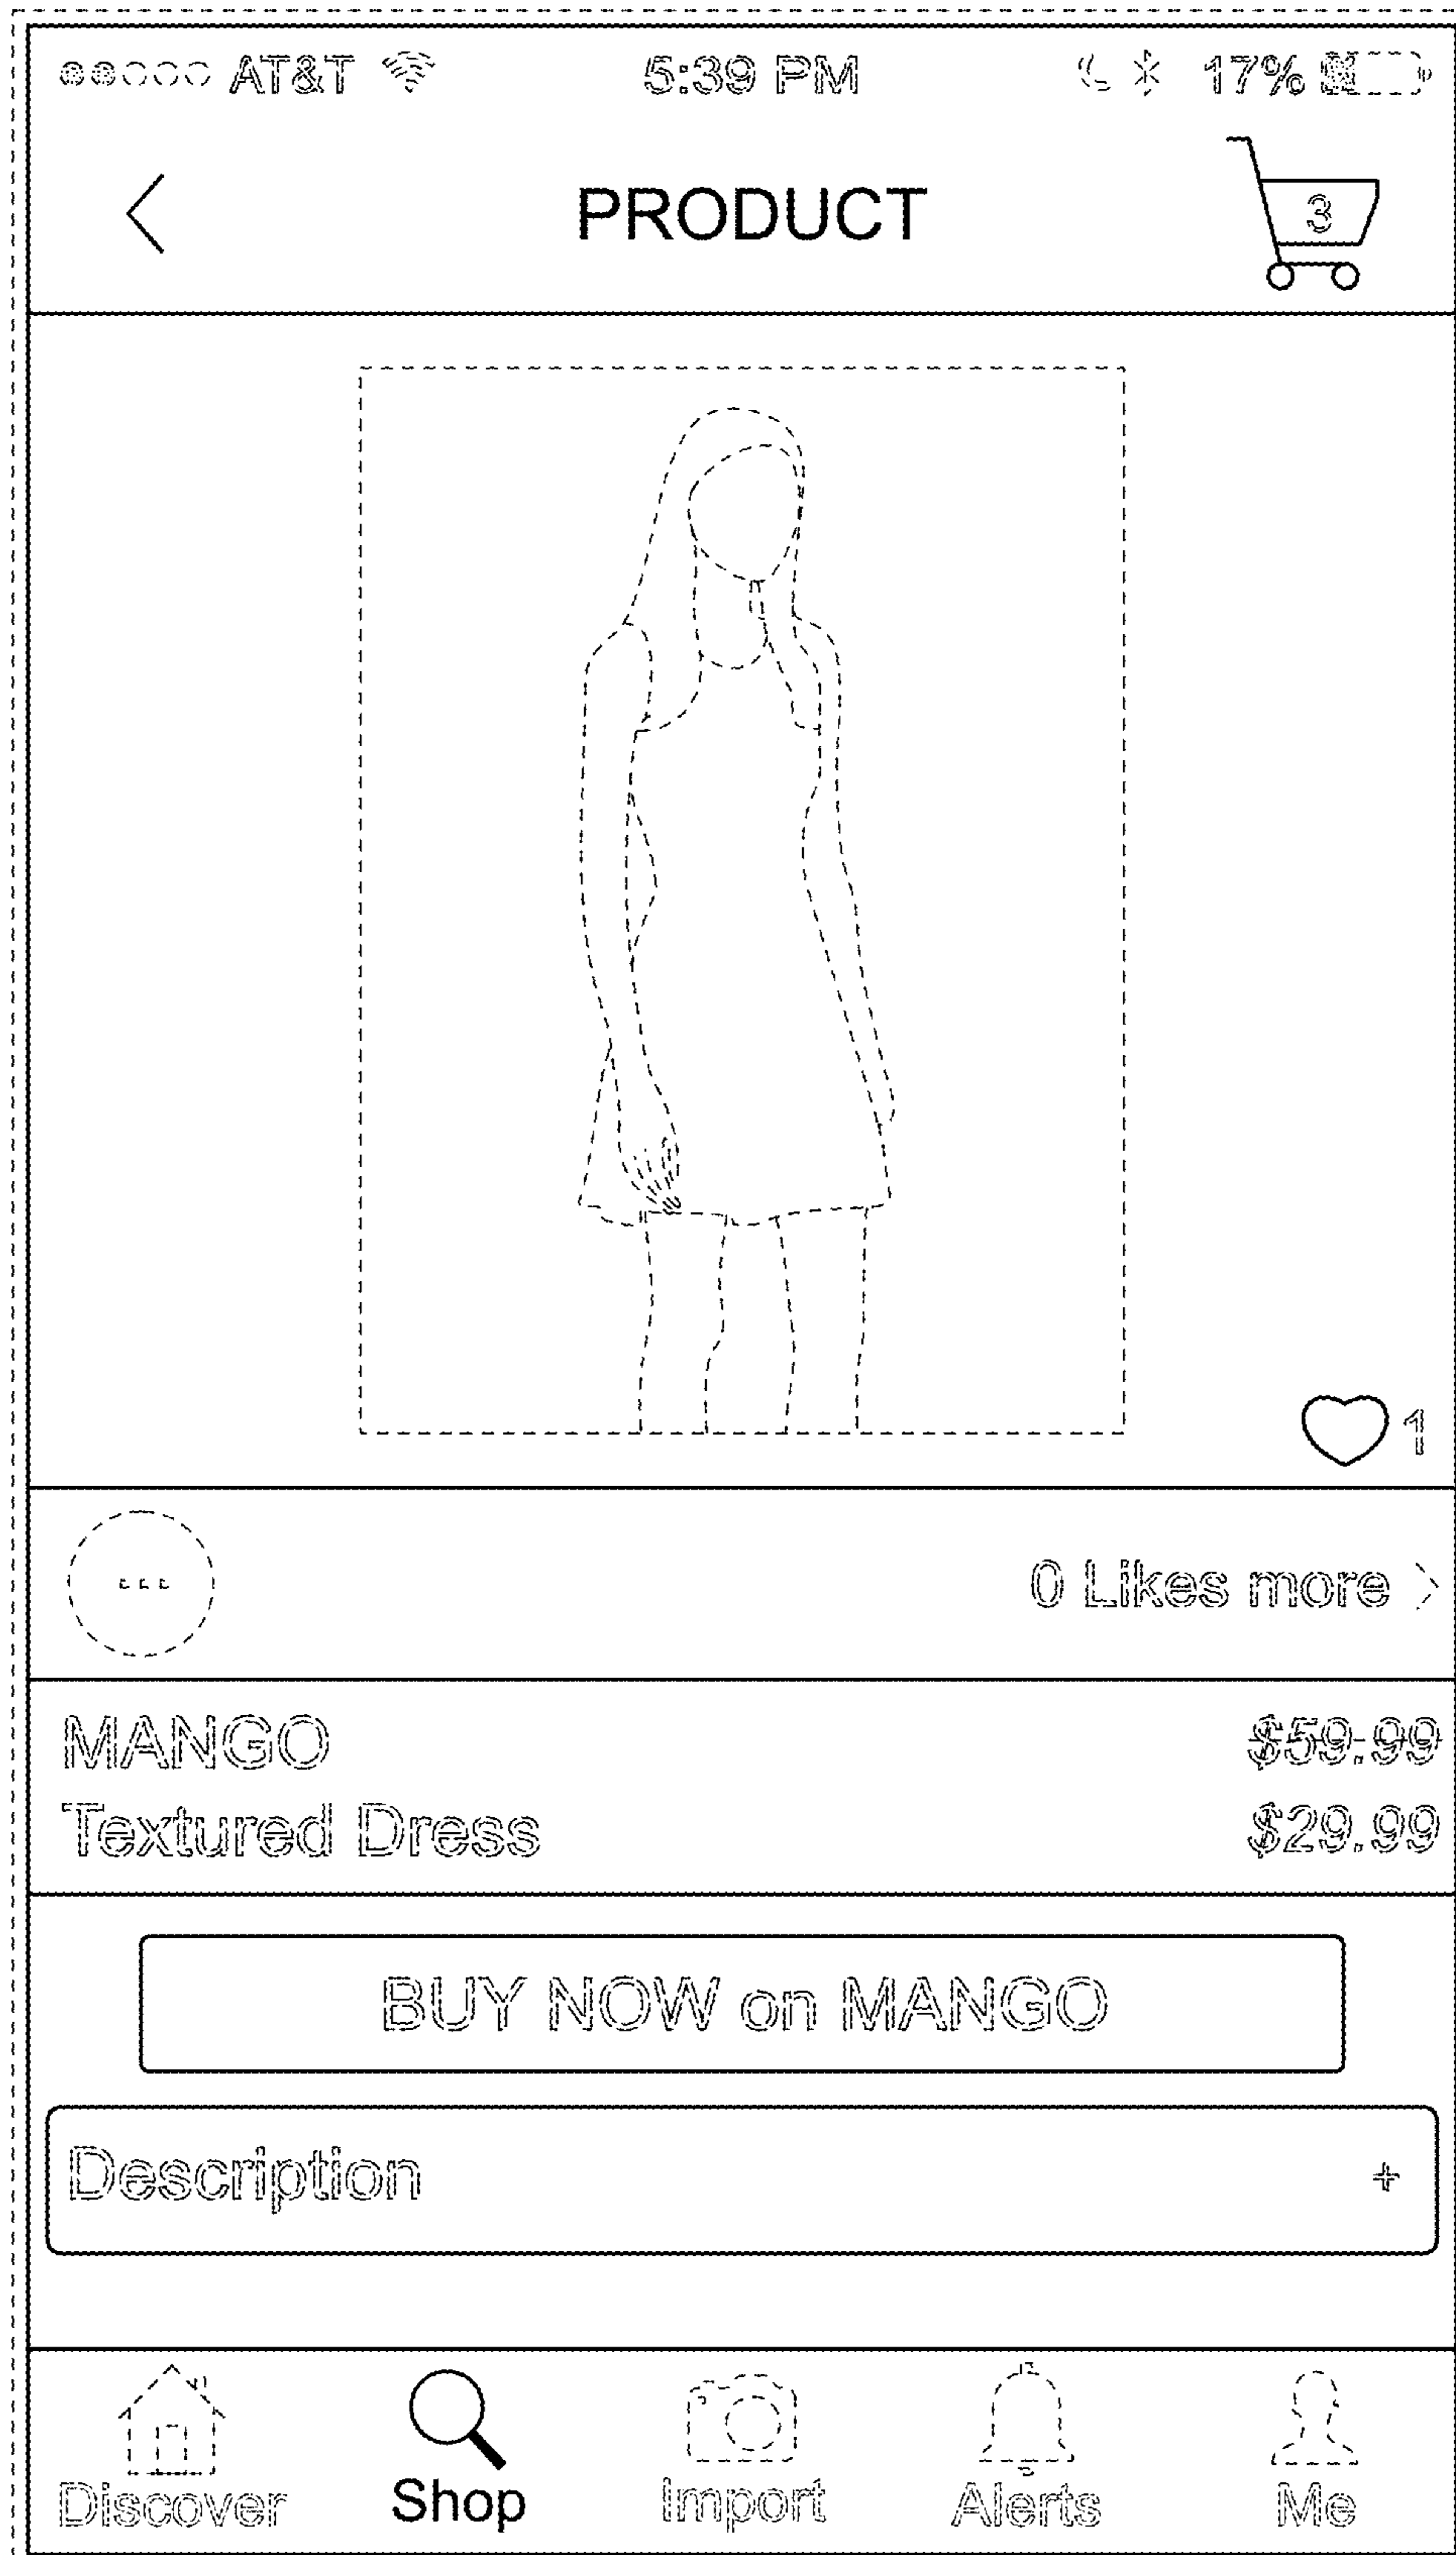 AT&T 5:39 PM 17%
PRODUCT 3
1
... 0 Likes more >
MANGO $59.99
Textured Dress $29.99
BUY NOW on MANGO
Description +
Discover Shop Import Alerts Me